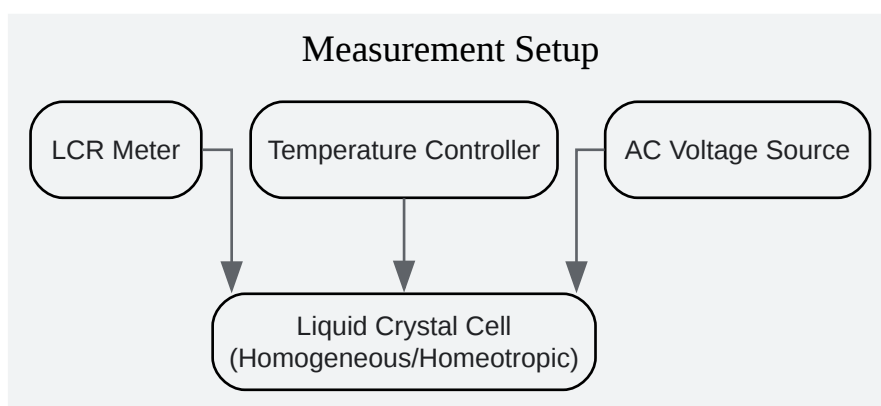 Measurement Setup
LCR Meter
Temperature Controller
AC Voltage Source
Liquid Crystal Cell
(Homogeneous/Homeotropic)